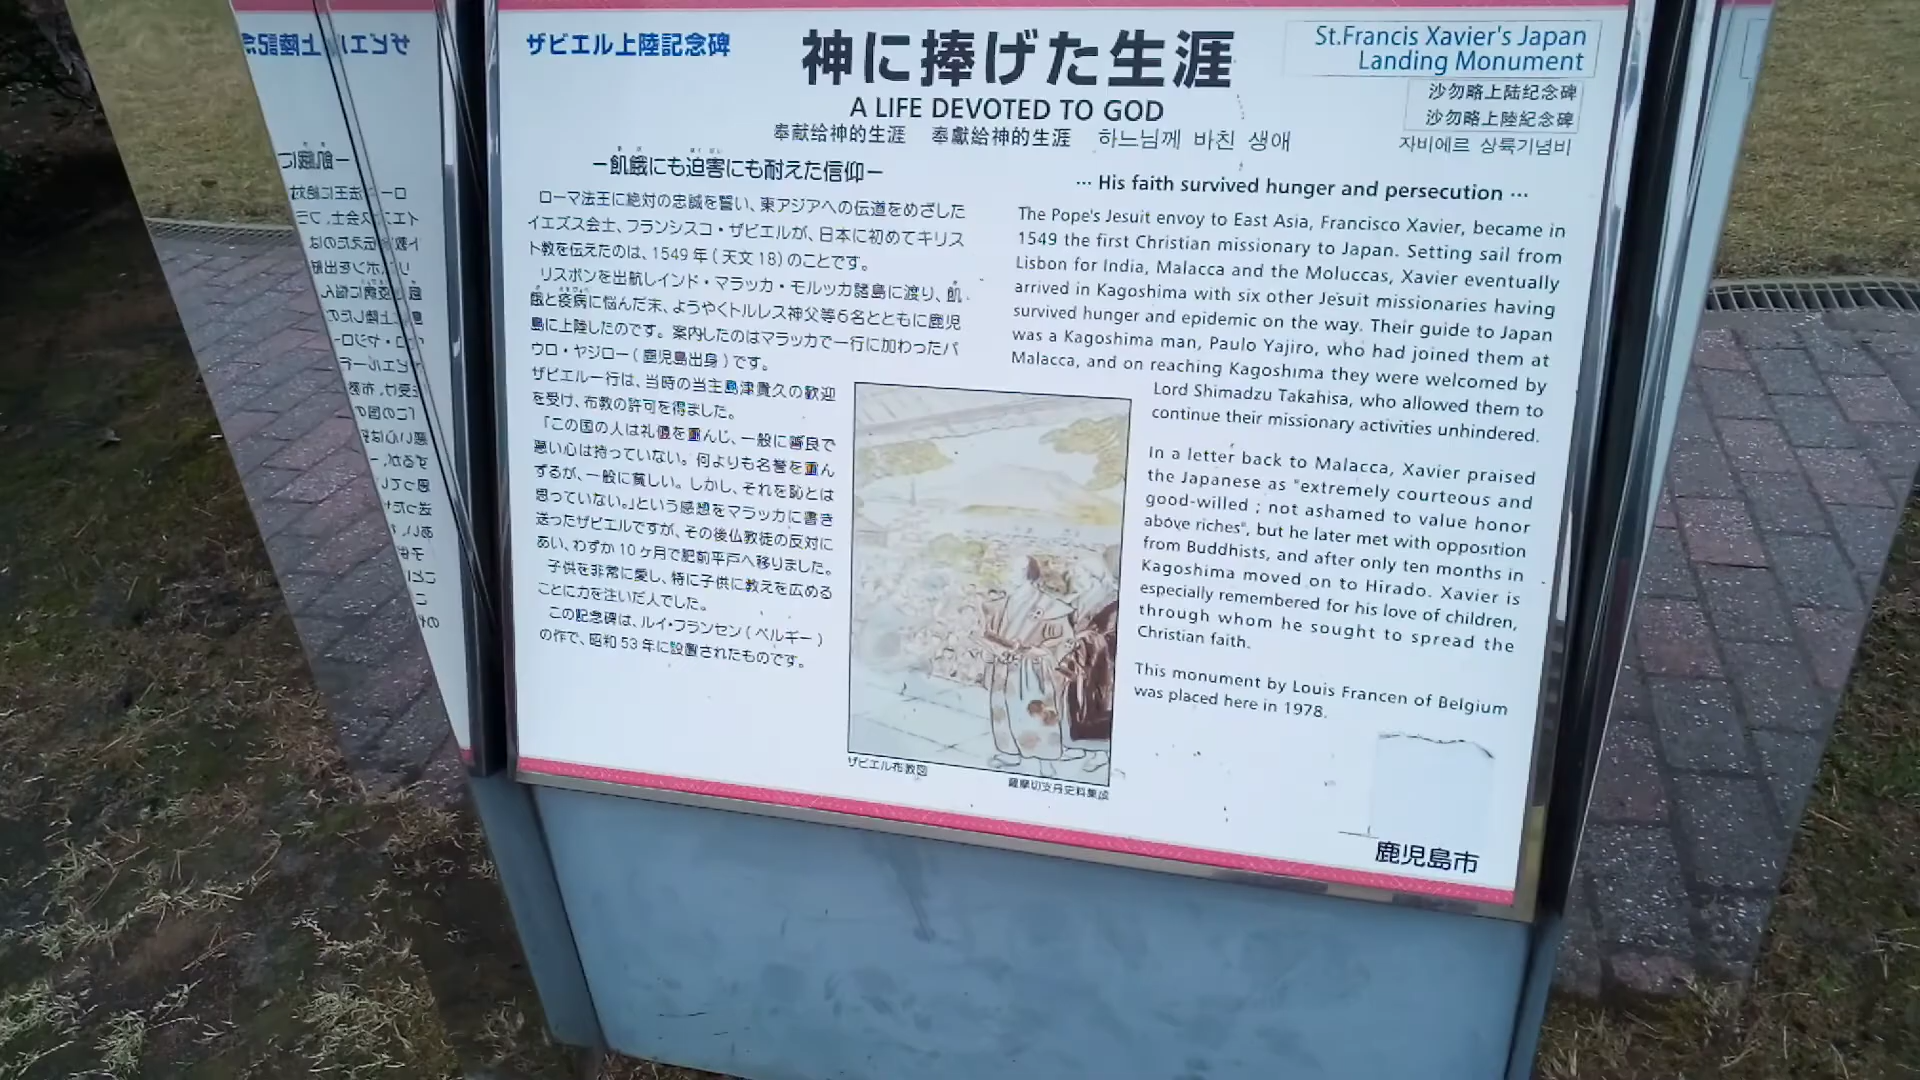 ザビエル上陸記念碑
神に捧げた生涯
A LIFE DEVOTED TO GOD
奉献给神的生涯 奉獻給神的生涯 하느님께 바친 생애
St.Francis Xavier's Japan
Landing Monument
沙勿略上陆纪念碑
沙勿略上陸紀念碑
자비에르 상륙기념비
－飢餓にも迫害にも耐えた信仰－
ローマ法王に絶対の忠誠を誓い、東アジアへの伝道をめざした
イエズス会士、フランシスコ・ザビエルが、日本に初めてキリス
ト教を伝えたのは、1549年(天文18)のことです。
リスボンを出航しインド・マラッカ・モルッカ諸島に渡り、飢
餓と疫病に悩んだ末、ようやくトルレス神父等6名とともに鹿児
島に上陸したのです。案内したのはマラッカで一行に加わったパ
ウロ・ヤジロー(鹿児島出身)です。
ザビエル一行は、当時の当主島津貴久の歓迎
を受け、布教の許可を得ました。
「この国の人は礼儀を重んじ、一般に善良で
悪い心は持っていない。何よりも名誉を重ん
ずるが、一般に貧しい。しかし、それを恥とは
思っていない。」という感想をマラッカに書き
送ったザビエルですが、その後仏教徒の反対に
あい、わずか10ヶ月で肥前平戸へ移りました。
子供を非常に愛し、特に子供に教えを広める
ことに力を注いだ人でした。
この記念碑は、ルイ・フランセン(ベルギー)
の作で、昭和53年に設置されたものです。
··· His faith survived hunger and persecution ···
The Pope's Jesuit envoy to East Asia, Francisco Xavier, became in
1549 the first Christian missionary to Japan. Setting sail from
Lisbon for India, Malacca and the Moluccas, Xavier eventually
arrived in Kagoshima with six other Jesuit missionaries having
survived hunger and epidemic on the way. Their guide to Japan
was a Kagoshima man, Paulo Yajiro, who had joined them at
Malacca, and on reaching Kagoshima they were welcomed by
Lord Shimadzu Takahisa, who allowed them to
continue their missionary activities unhindered.
In a letter back to Malacca, Xavier praised
the Japanese as "extremely courteous and
good-willed ; not ashamed to value honor
above riches", but he later met with opposition
from Buddhists, and after only ten months in
Kagoshima moved on to Hirado. Xavier is
especially remembered for his love of children,
through whom he sought to spread the
Christian faith.
This monument by Louis Francen of Belgium
was placed here in 1978.
ザビエル布教図
薩摩切支丹史料集成
鹿児島市